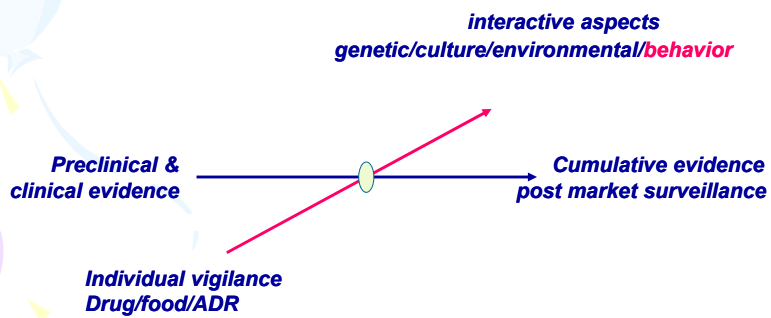 interactive aspects
genetic/culture/environmental/behavior
Preclinical &
clinical evidence
Cumulative evidence
post market surveillance
Individual vigilance
Drug/food/ADR